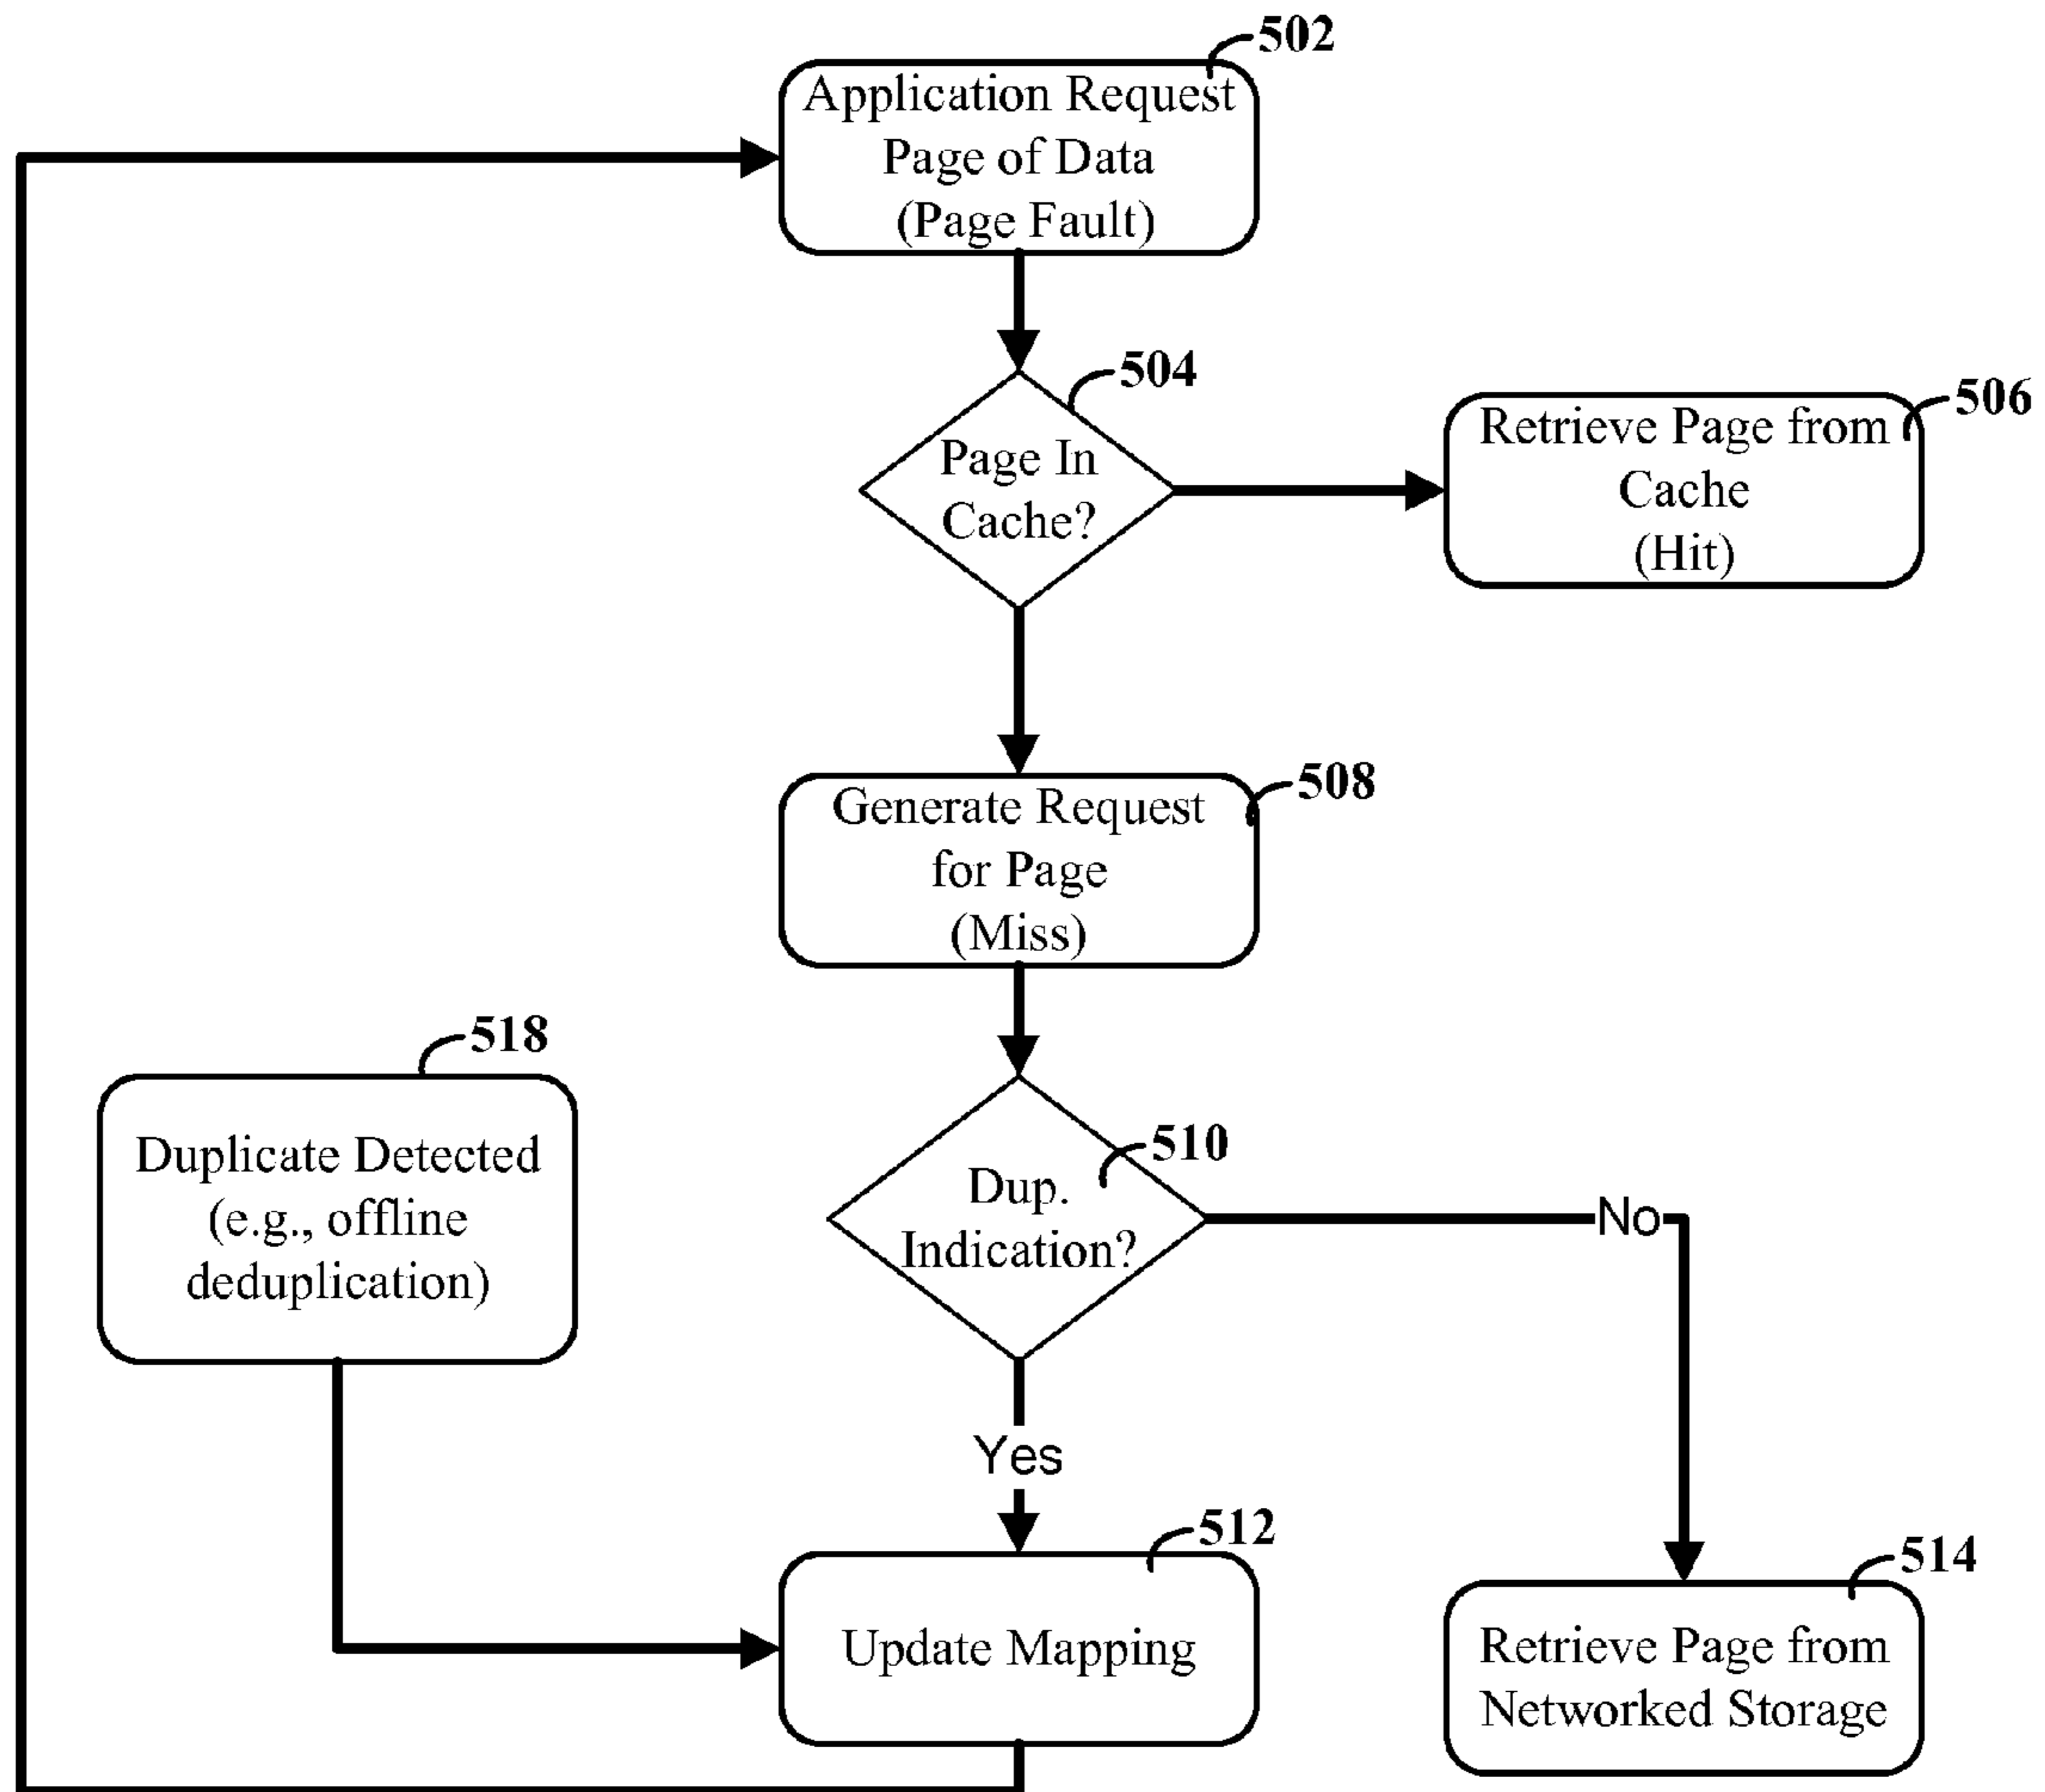 502
Application Request
Page of Data
(Page Fault)
504
Page In
Cache?
506
Retrieve Page from
Cache
(Hit)
508
Generate Request
for Page
(Miss)
518
Duplicate Detected
(e.g., offline
deduplication)
510
Dup.
Indication?
No
Yes
512
Update Mapping
514
Retrieve Page from
Networked Storage